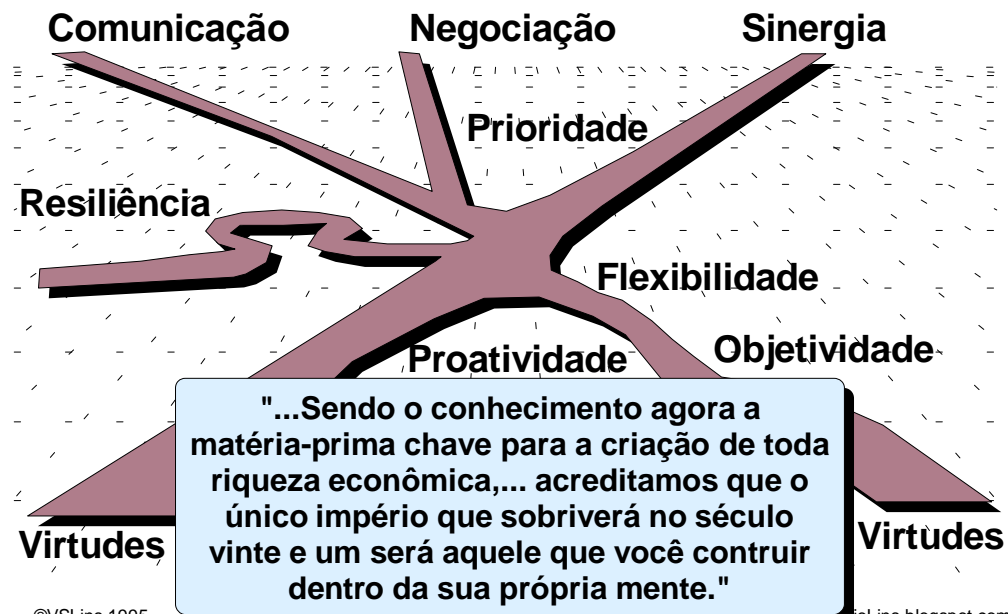 Comunicação
Negociação
Sinergia
Prioridade
Resiliência
Flexibilidade
Proatividade
Objetividade
"...Sendo o conhecimento agora a
matéria-prima chave para a criação de toda
riqueza econômica,... acreditamos que o
único império que sobriverá no século
vinte e um será aquele que você contruir
dentro da sua própria mente."
Virtudes
Virtudes